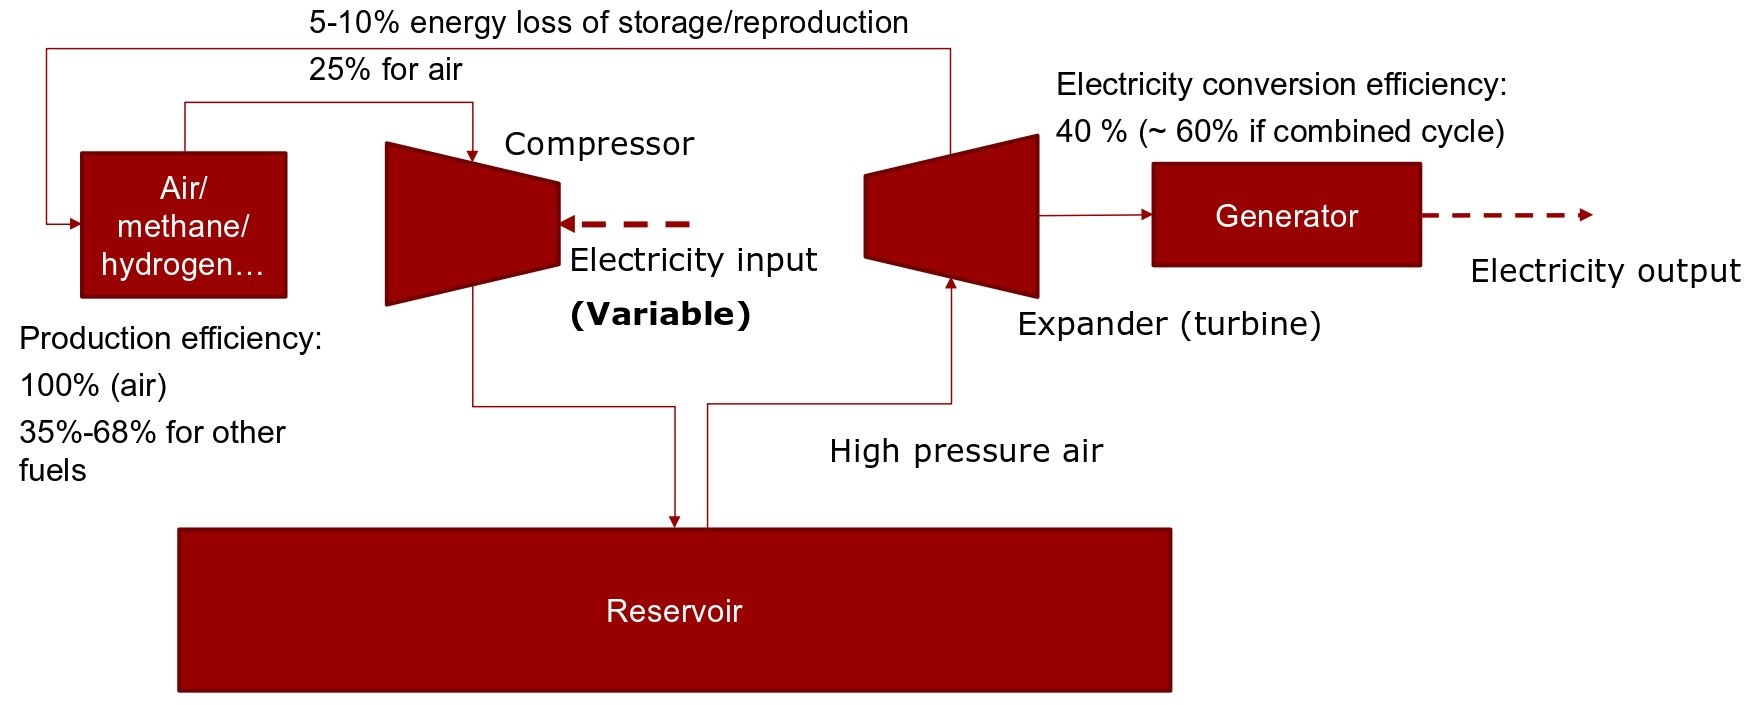 5-10% energy loss of storage/reproduction
25% for air
Electricity conversion efficiency:
40 % (~ 60% if combined cycle)
Compressor
Air/
methane/
hydrogen…
Generator
Electricity input
(Variable)
Electricity output
Expander (turbine)
Production efficiency:
100% (air)
35%-68% for other
fuels
High pressure air
Reservoir